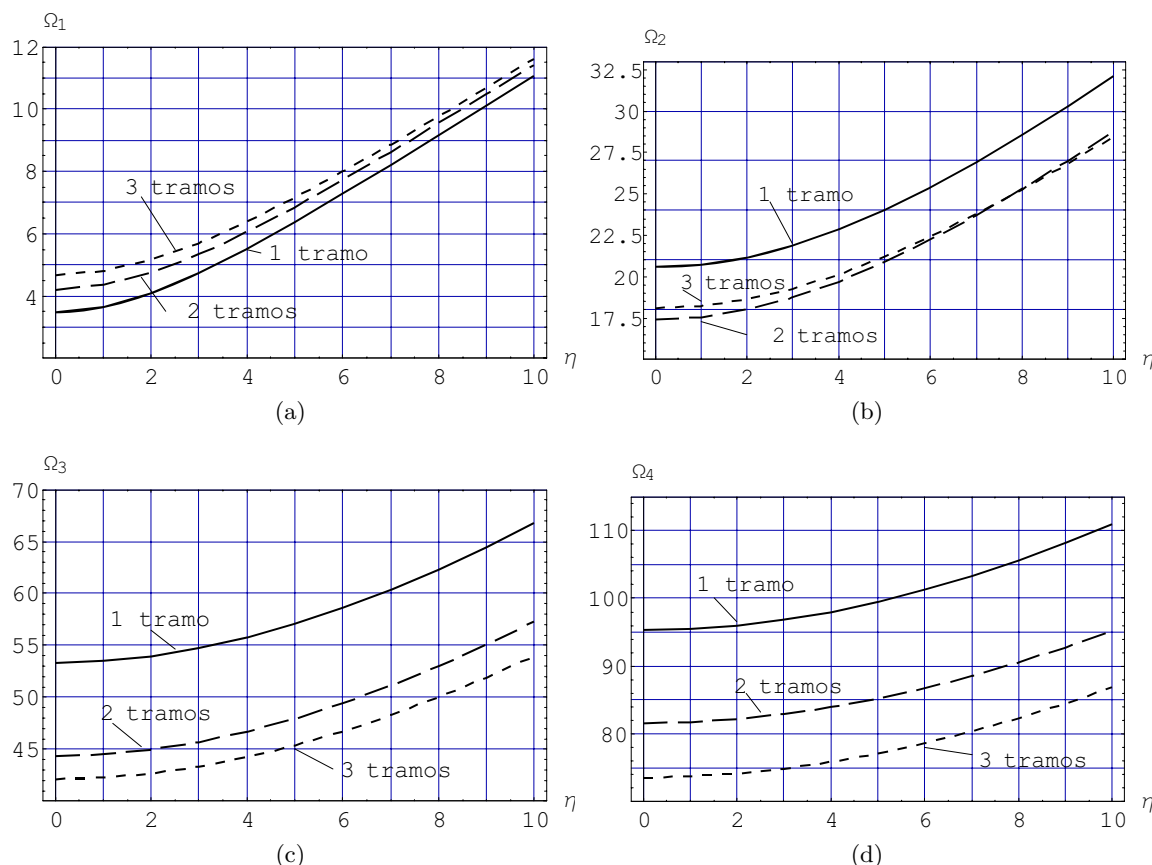 Ω1
12
10
8
6
4
3 tramos
1 tramo
2 tramos
0 2 4 6 8 10 η
(a)
Ω2
32.5
30
27.5
25
22.5
20
17.5
1 tramo
3 tramos
2 tramos
0 2 4 6 8 10 η
(b)
Ω3
70
65
60
55
50
45
1 tramo
2 tramos
3 tramos
0 2 4 6 8 10 η
(c)
Ω4
110
100
90
80
1 tramo
2 tramos
3 tramos
0 2 4 6 8 10 η
(d)